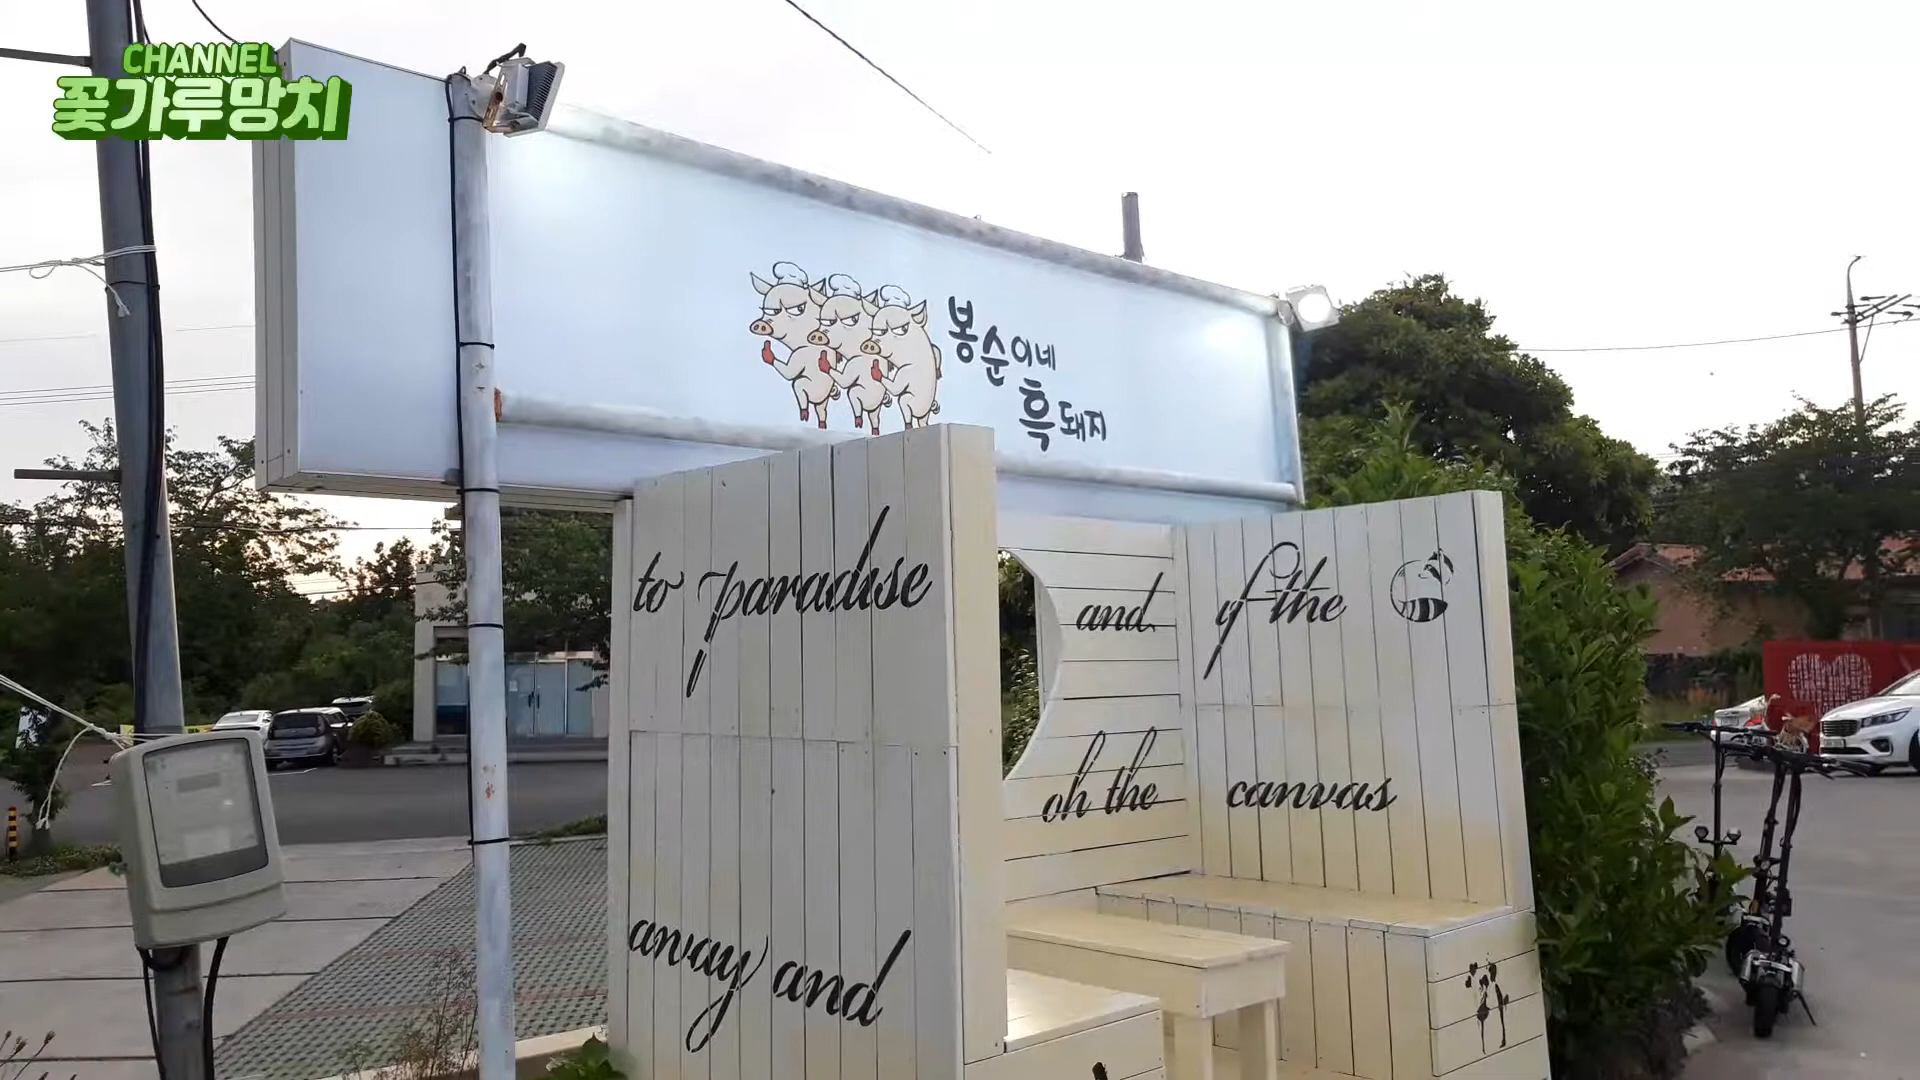 CHANNEL
꽃가루망치
봉순이네
흑돼지
to paradise
away and
and
oh the
if the
canvas